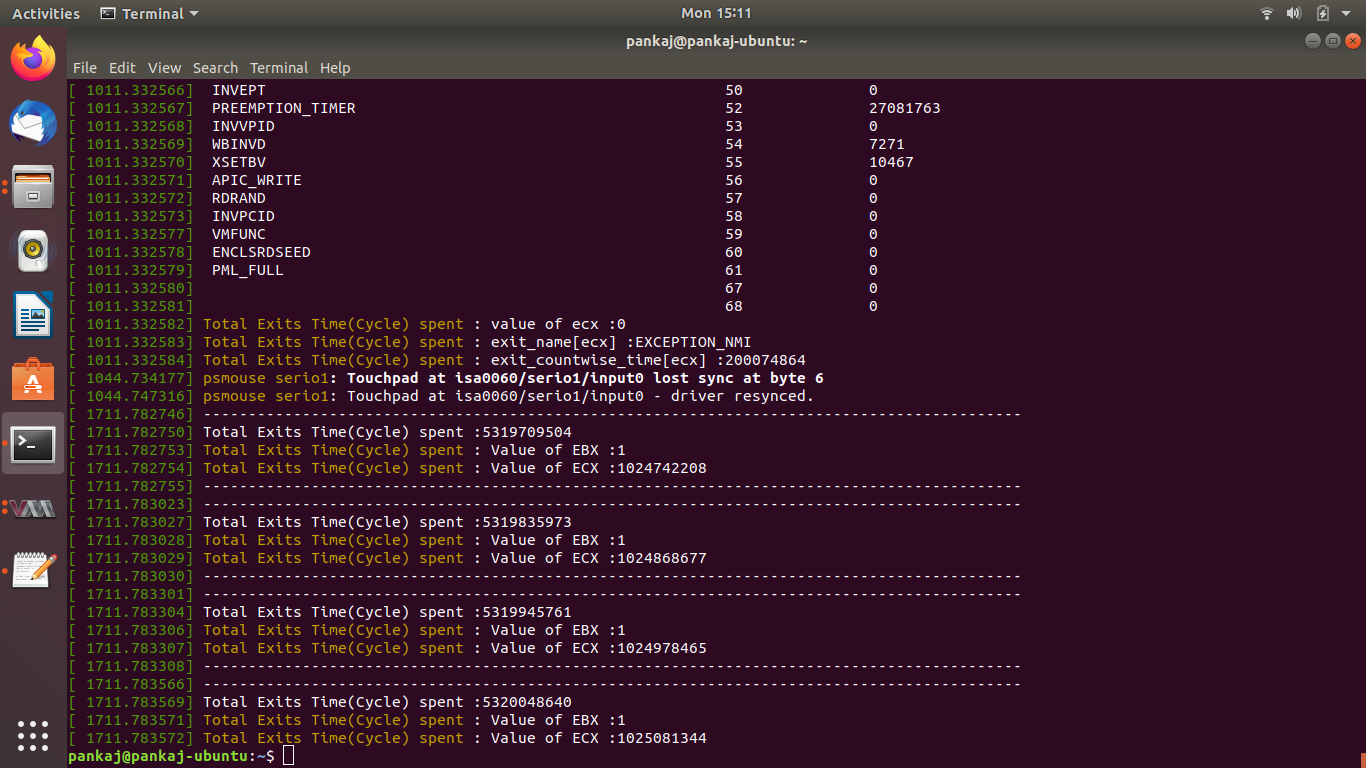 Activities Terminal Mon 15:11
pankaj@pankaj-ubuntu: ~
File Edit View Search Terminal Help
[ 1011.332566] INVEPT 50 0
[ 1011.332567] PREEMPTION_TIMER 52 27081763
[ 1011.332568] INVVPID 53 0
[ 1011.332569] WBINVD 54 7271
[ 1011.332570] XSETBV 55 10467
[ 1011.332571] APIC_WRITE 56 0
[ 1011.332572] RDRAND 57 0
[ 1011.332573] INVPCID 58 0
[ 1011.332577] VMFUNC 59 0
[ 1011.332578] ENCLSRDSEED 60 0
[ 1011.332579] PML_FULL 61 0
[ 1011.332580] 67 0
[ 1011.332581] 68 0
[ 1011.332582] Total Exits Time(Cycle) spent : value of ecx :0
[ 1011.332583] Total Exits Time(Cycle) spent : exit_name[ecx] :EXCEPTION_NMI
[ 1011.332584] Total Exits Time(Cycle) spent : exit_countwise_time[ecx] :200074864
[ 1044.734177] psmouse serio1: Touchpad at isa0060/serio1/input0 lost sync at byte 6
[ 1044.747316] psmouse serio1: Touchpad at isa0060/serio1/input0 - driver resynced.
[ 1711.782746] -------------------------------------------------------------------------------------------
[ 1711.782750] Total Exits Time(Cycle) spent :5319709504
[ 1711.782753] Total Exits Time(Cycle) spent : Value of EBX :1
[ 1711.782754] Total Exits Time(Cycle) spent : Value of ECX :1024742208
[ 1711.782755] -------------------------------------------------------------------------------------------
[ 1711.783023] -------------------------------------------------------------------------------------------
[ 1711.783027] Total Exits Time(Cycle) spent :5319835973
[ 1711.783028] Total Exits Time(Cycle) spent : Value of EBX :1
[ 1711.783029] Total Exits Time(Cycle) spent : Value of ECX :1024868677
[ 1711.783030] -------------------------------------------------------------------------------------------
[ 1711.783301] -------------------------------------------------------------------------------------------
[ 1711.783304] Total Exits Time(Cycle) spent :5319945761
[ 1711.783306] Total Exits Time(Cycle) spent : Value of EBX :1
[ 1711.783307] Total Exits Time(Cycle) spent : Value of ECX :1024978465
[ 1711.783308] -------------------------------------------------------------------------------------------
[ 1711.783566] -------------------------------------------------------------------------------------------
[ 1711.783569] Total Exits Time(Cycle) spent :5320048640
[ 1711.783571] Total Exits Time(Cycle) spent : Value of EBX :1
[ 1711.783572] Total Exits Time(Cycle) spent : Value of ECX :1025081344
pankaj@pankaj-ubuntu:~$